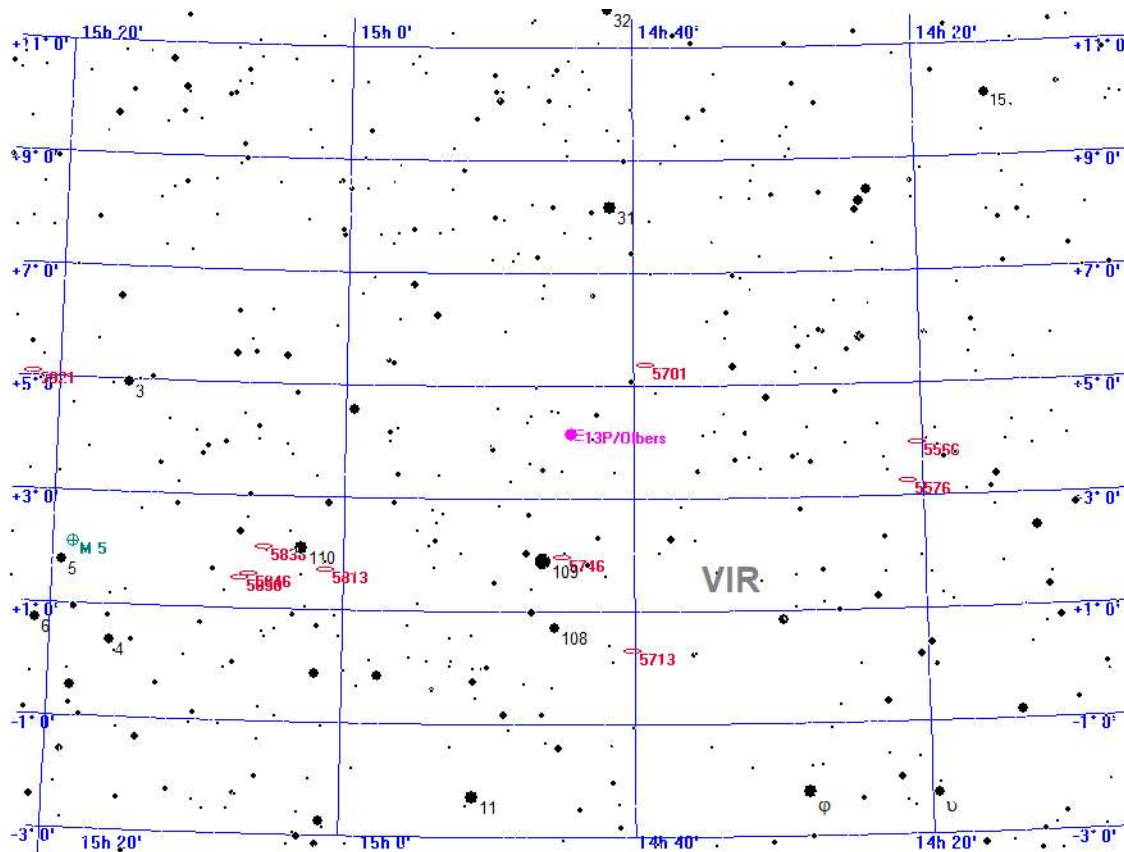 32
15h 20'
15h 0'
14h 40'
14h 20'
+11° 0'
+11° 0'
15
+9° 0'
+9° 0'
31
+7° 0'
+7° 0'
5921
+5° 0'
3
5701
+5° 0'
13P/Olbers
5566
5576
+3° 0'
+3° 0'
M 5
5
5838
110
5846
5850
5813
109
5746
VIR
+1° 0'
+1° 0'
6
4
108
5713
-1° 0'
-1° 0'
11
φ
υ
-3° 0'
-3° 0'
15h 20'
15h 0'
14h 40'
14h 20'